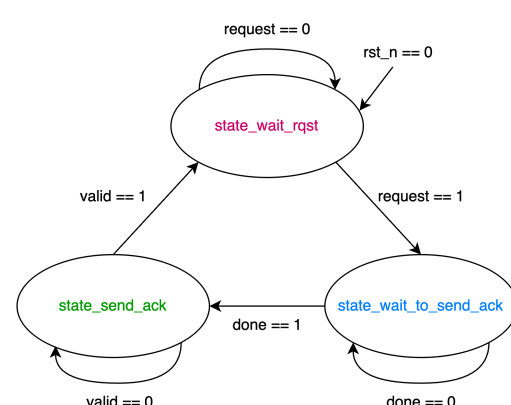 request == 0
rst_n == 0
state_wait_rqst
valid == 1
request == 1
state_send_ack
state_wait_to_send_ack
done == 1
valid == 0
done == 0